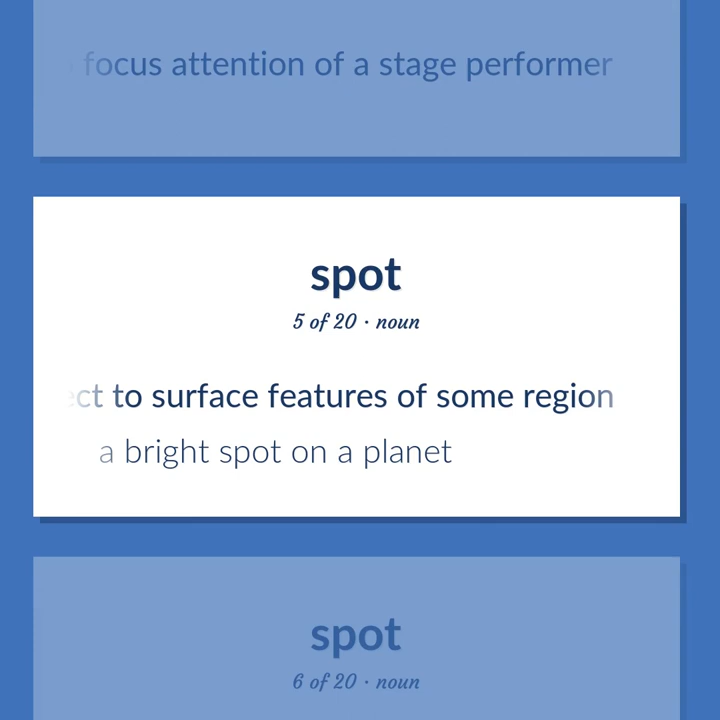 focus attention of a stage performer
spot
5 of 20 · noun
ect to surface features of some region
a bright spot on a planet
spot
6 of 20 · noun